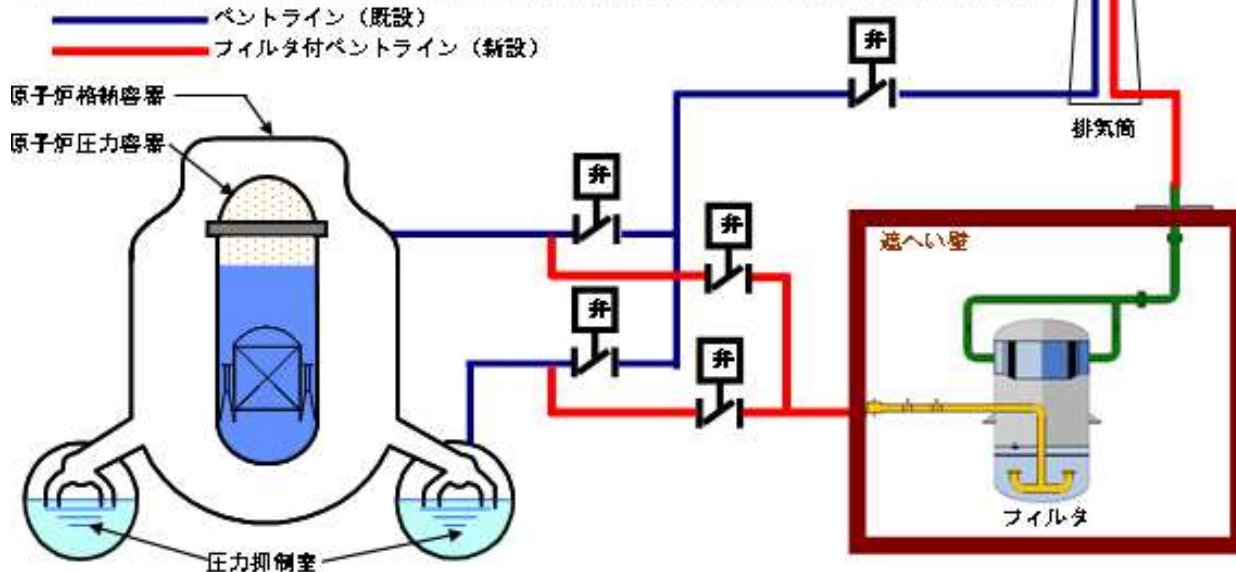 ベントライン（既設）
フィルタ付ベントライン（新設）
弁
原子炉格納容器
原子炉圧力容器
排気筒
弁
弁
遮へい壁
弁
弁
フィルタ
圧力抑制室